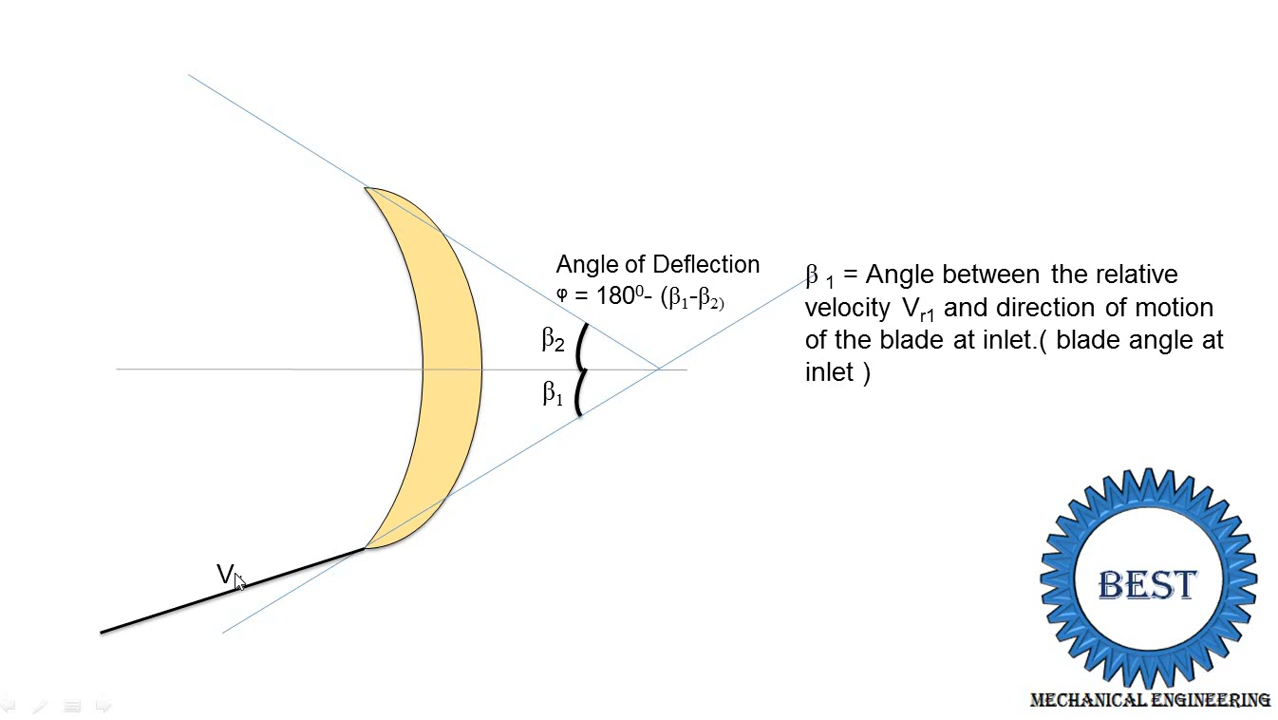 Angle of Deflection
φ = 180⁰- (β₁-β₂)
β₂
β₁
β ₁ = Angle between the relative
velocity Vr1 and direction of motion
of the blade at inlet.( blade angle at
inlet )
V
BEST
MECHANICAL ENGINEERING